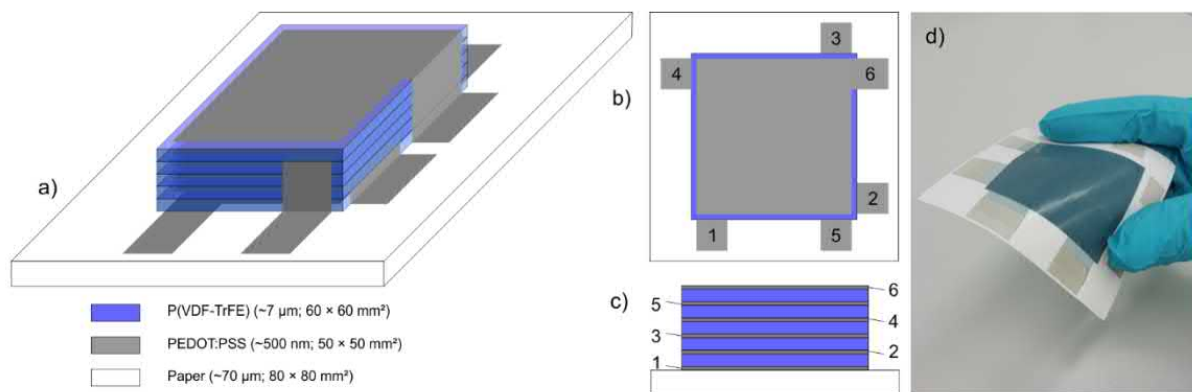 a)
P(VDF-TrFE) (~7 µm; 60 × 60 mm²)
PEDOT:PSS (~500 nm; 50 × 50 mm²)
Paper (~70 µm; 80 × 80 mm²)
b)
3
4
6
2
1
5
c)
6
5
4
3
2
1
d)